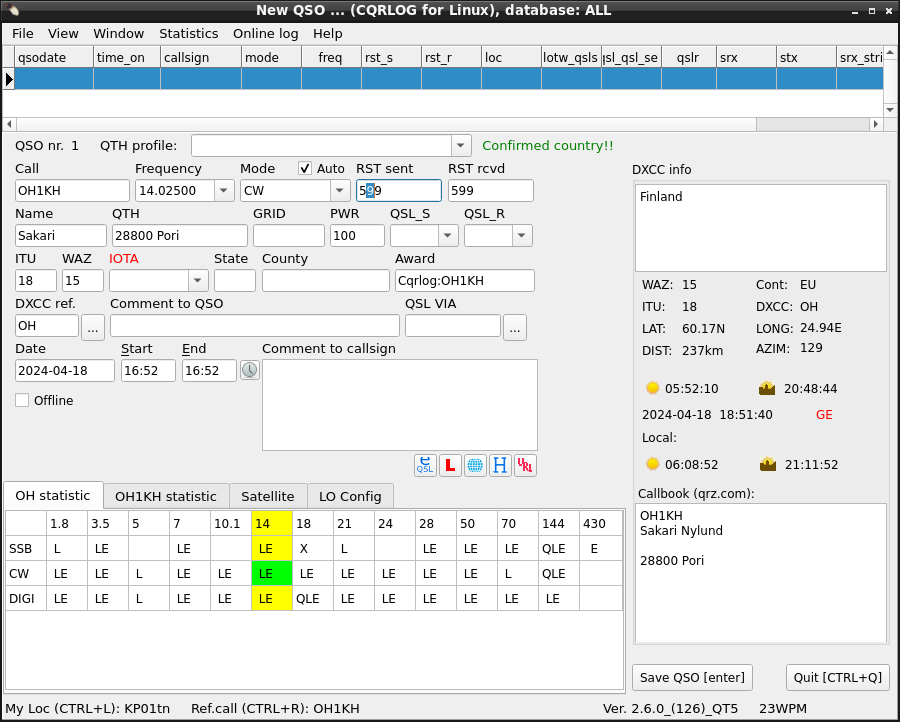 New QSO ... (CQRLOG for Linux), database: ALL
File View Window Statistics Online log Help
qsodate time_on callsign mode freq rst_s rst_r loc lotw_qsls qsl_qsl_se qslr srx stx srx_stri
QSO nr. 1 QTH profile: Confirmed country!!
Call Frequency Mode Auto RST sent RST rcvd
OH1KH 14.02500 CW 599 599
Name QTH GRID PWR QSL_S QSL_R
Sakari 28800 Pori 100
ITU WAZ IOTA State County Award
18 15 Cqrlog:OH1KH
DXCC ref. Comment to QSO QSL VIA
OH ... ...
Date Start End Comment to callsign
2024-04-18 16:52 16:52
Offline
QSL L H URL
OH statistic OH1KH statistic Satellite LO Config
1.8 3.5 5 7 10.1 14 18 21 24 28 50 70 144 430
SSB L LE LE LE X L LE LE LE QLE E
CW LE LE L LE LE LE LE LE LE LE LE L QLE
DIGI LE LE L LE LE LE QLE LE LE LE LE LE LE
DXCC info
Finland
WAZ: 15 Cont: EU
ITU: 18 DXCC: OH
LAT: 60.17N LONG: 24.94E
DIST: 237km AZIM: 129
05:52:10 20:48:44
2024-04-18 18:51:40 GE
Local:
06:08:52 21:11:52
Callbook (qrz.com):
OH1KH
Sakari Nylund
28800 Pori
Save QSO [enter] Quit [CTRL+Q]
My Loc (CTRL+L): KP01tn Ref.call (CTRL+R): OH1KH Ver. 2.6.0_(126)_QT5 23WPM